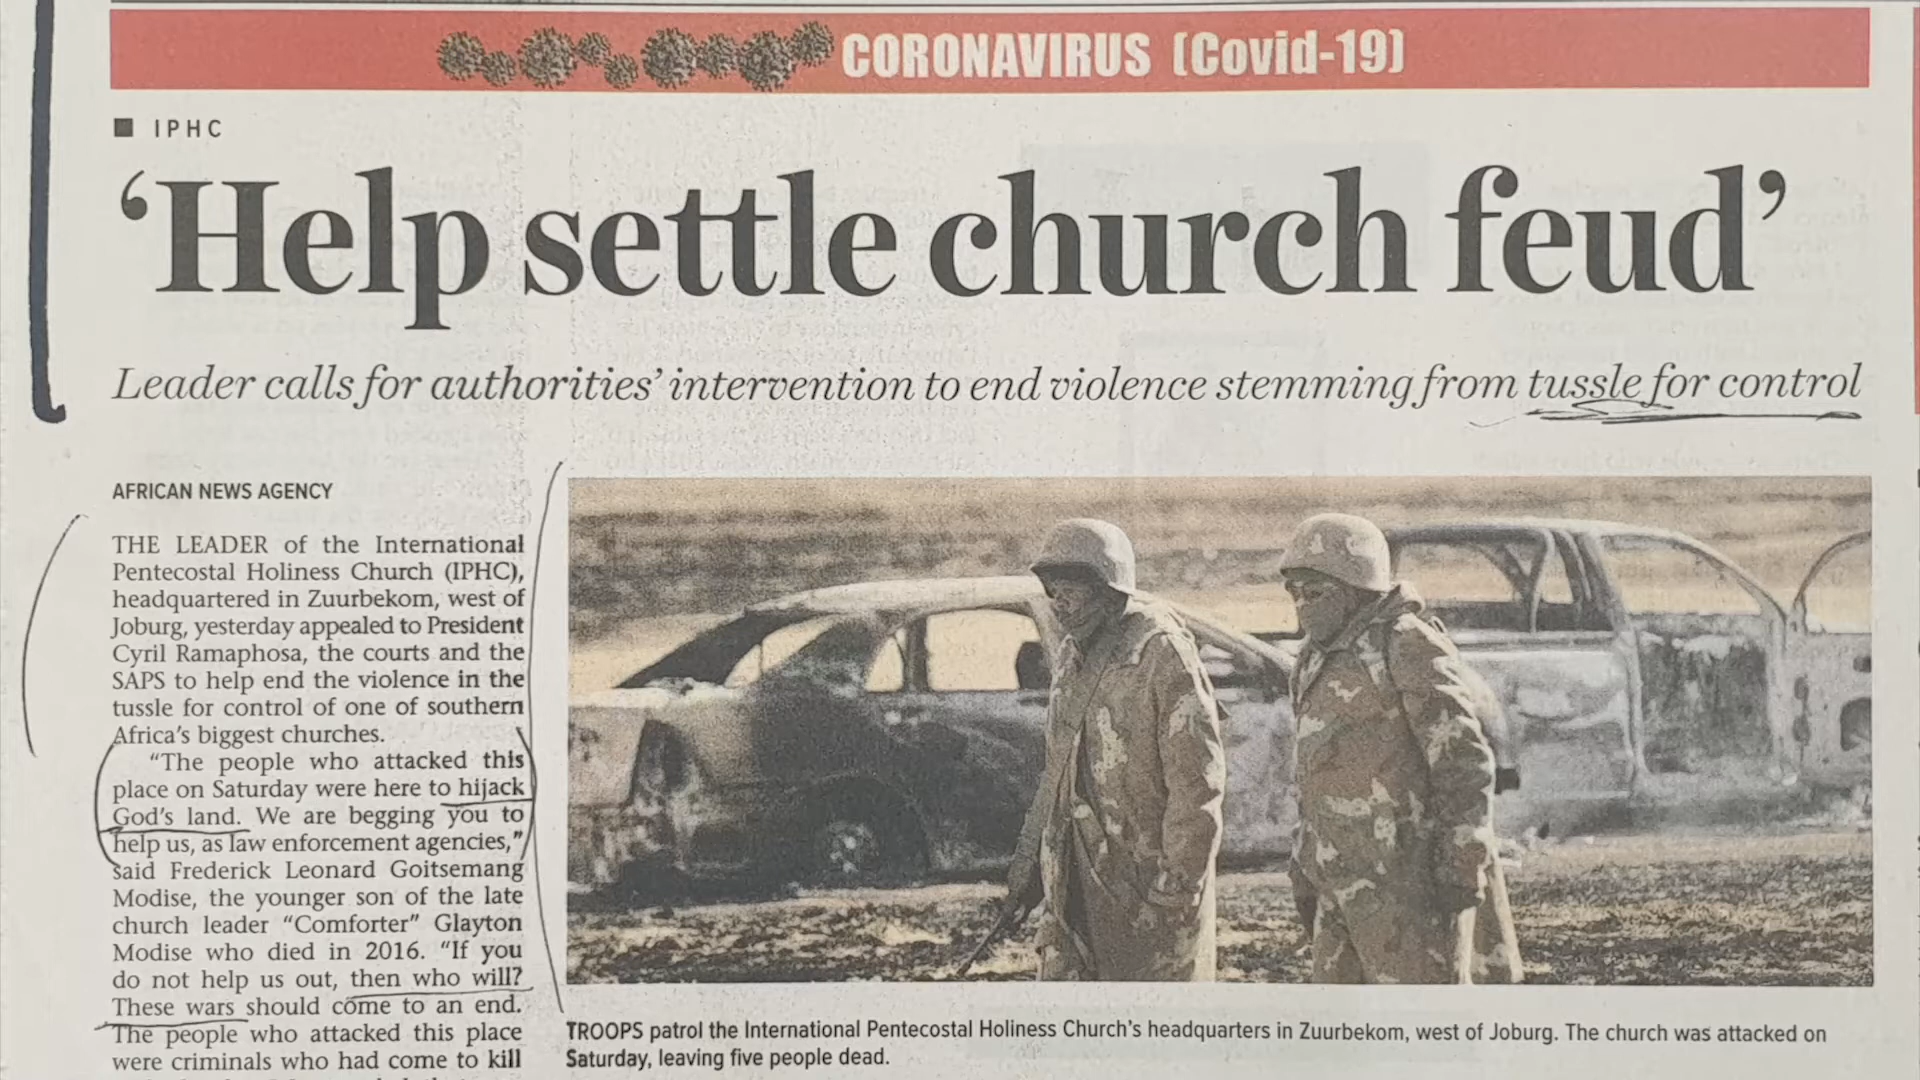 CORONAVIRUS (Covid-19)
IPHC
‘Help settle church feud’
Leader calls for authorities’ intervention to end violence stemming from tussle for control
AFRICAN NEWS AGENCY
THE LEADER of the International
Pentecostal Holiness Church (IPHC),
headquartered in Zuurbekom, west of
Joburg, yesterday appealed to President
Cyril Ramaphosa, the courts and the
SAPS to help end the violence in the
tussle for control of one of southern
Africa’s biggest churches.
“The people who attacked this
place on Saturday were here to hijack
God’s land. We are begging you to
help us, as law enforcement agencies,”
said Frederick Leonard Goitsemang
Modise, the younger son of the late
church leader “Comforter” Glayton
Modise who died in 2016. “If you
do not help us out, then who will?
These wars should come to an end.
The people who attacked this place
were criminals who had come to kill
TROOPS patrol the International Pentecostal Holiness Church’s headquarters in Zuurbekom, west of Joburg. The church was attacked on
Saturday, leaving five people dead.